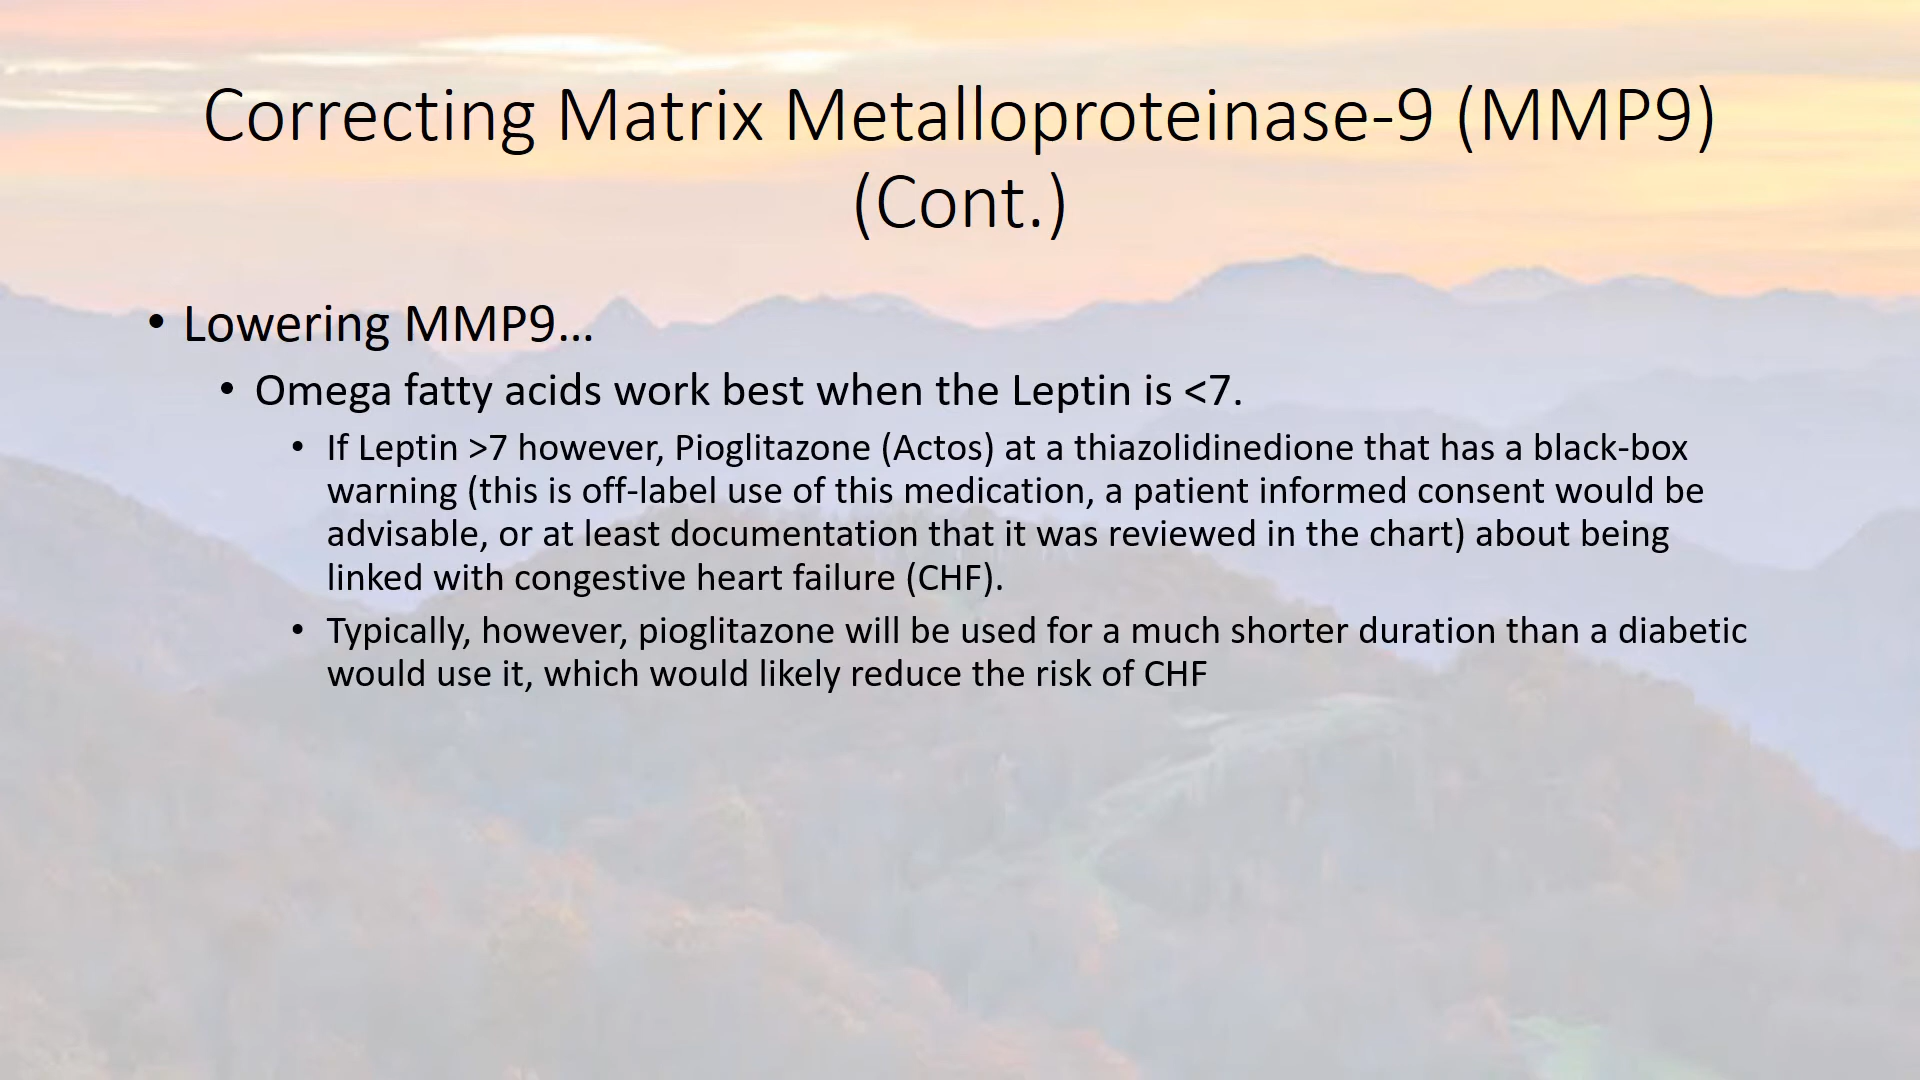 Correcting Matrix Metalloproteinase-9 (MMP9)
(Cont.)
• Lowering MMP9…
• Omega fatty acids work best when the Leptin is <7.
• If Leptin >7 however, Pioglitazone (Actos) at a thiazolidinedione that has a black-box
warning (this is off-label use of this medication, a patient informed consent would be
advisable, or at least documentation that it was reviewed in the chart) about being
linked with congestive heart failure (CHF).
• Typically, however, pioglitazone will be used for a much shorter duration than a diabetic
would use it, which would likely reduce the risk of CHF